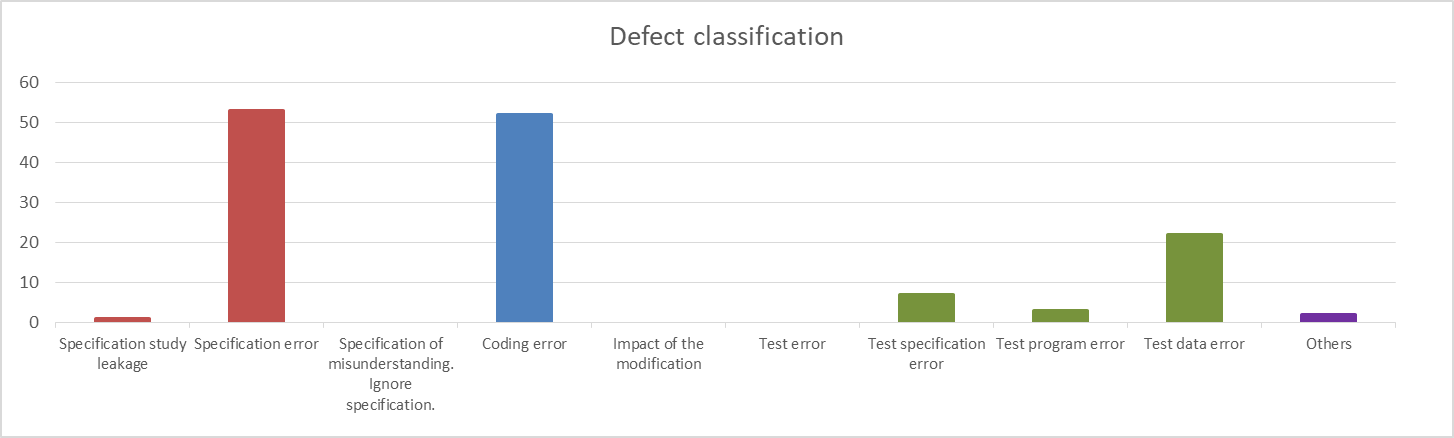 Defect classification
60
50
40
30
20
10
0
Specification study
leakage
Specification error
Specification of
misunderstanding.
Ignore
specification.
Coding error
Impact of the
modification
Test error
Test specification
error
Test program error
Test data error
Others